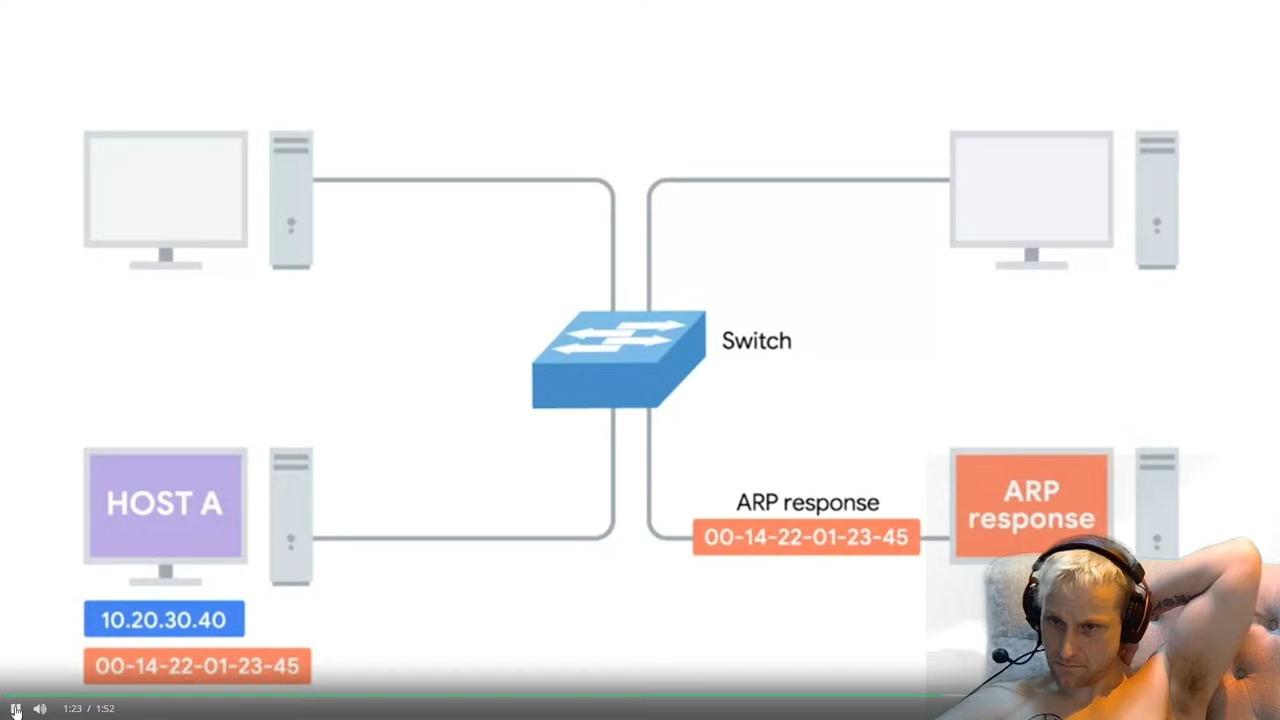 Switch
HOST A
ARP response
00-14-22-01-23-45
ARP
response
10.20.30.40
00-14-22-01-23-45
1:23 / 1:52